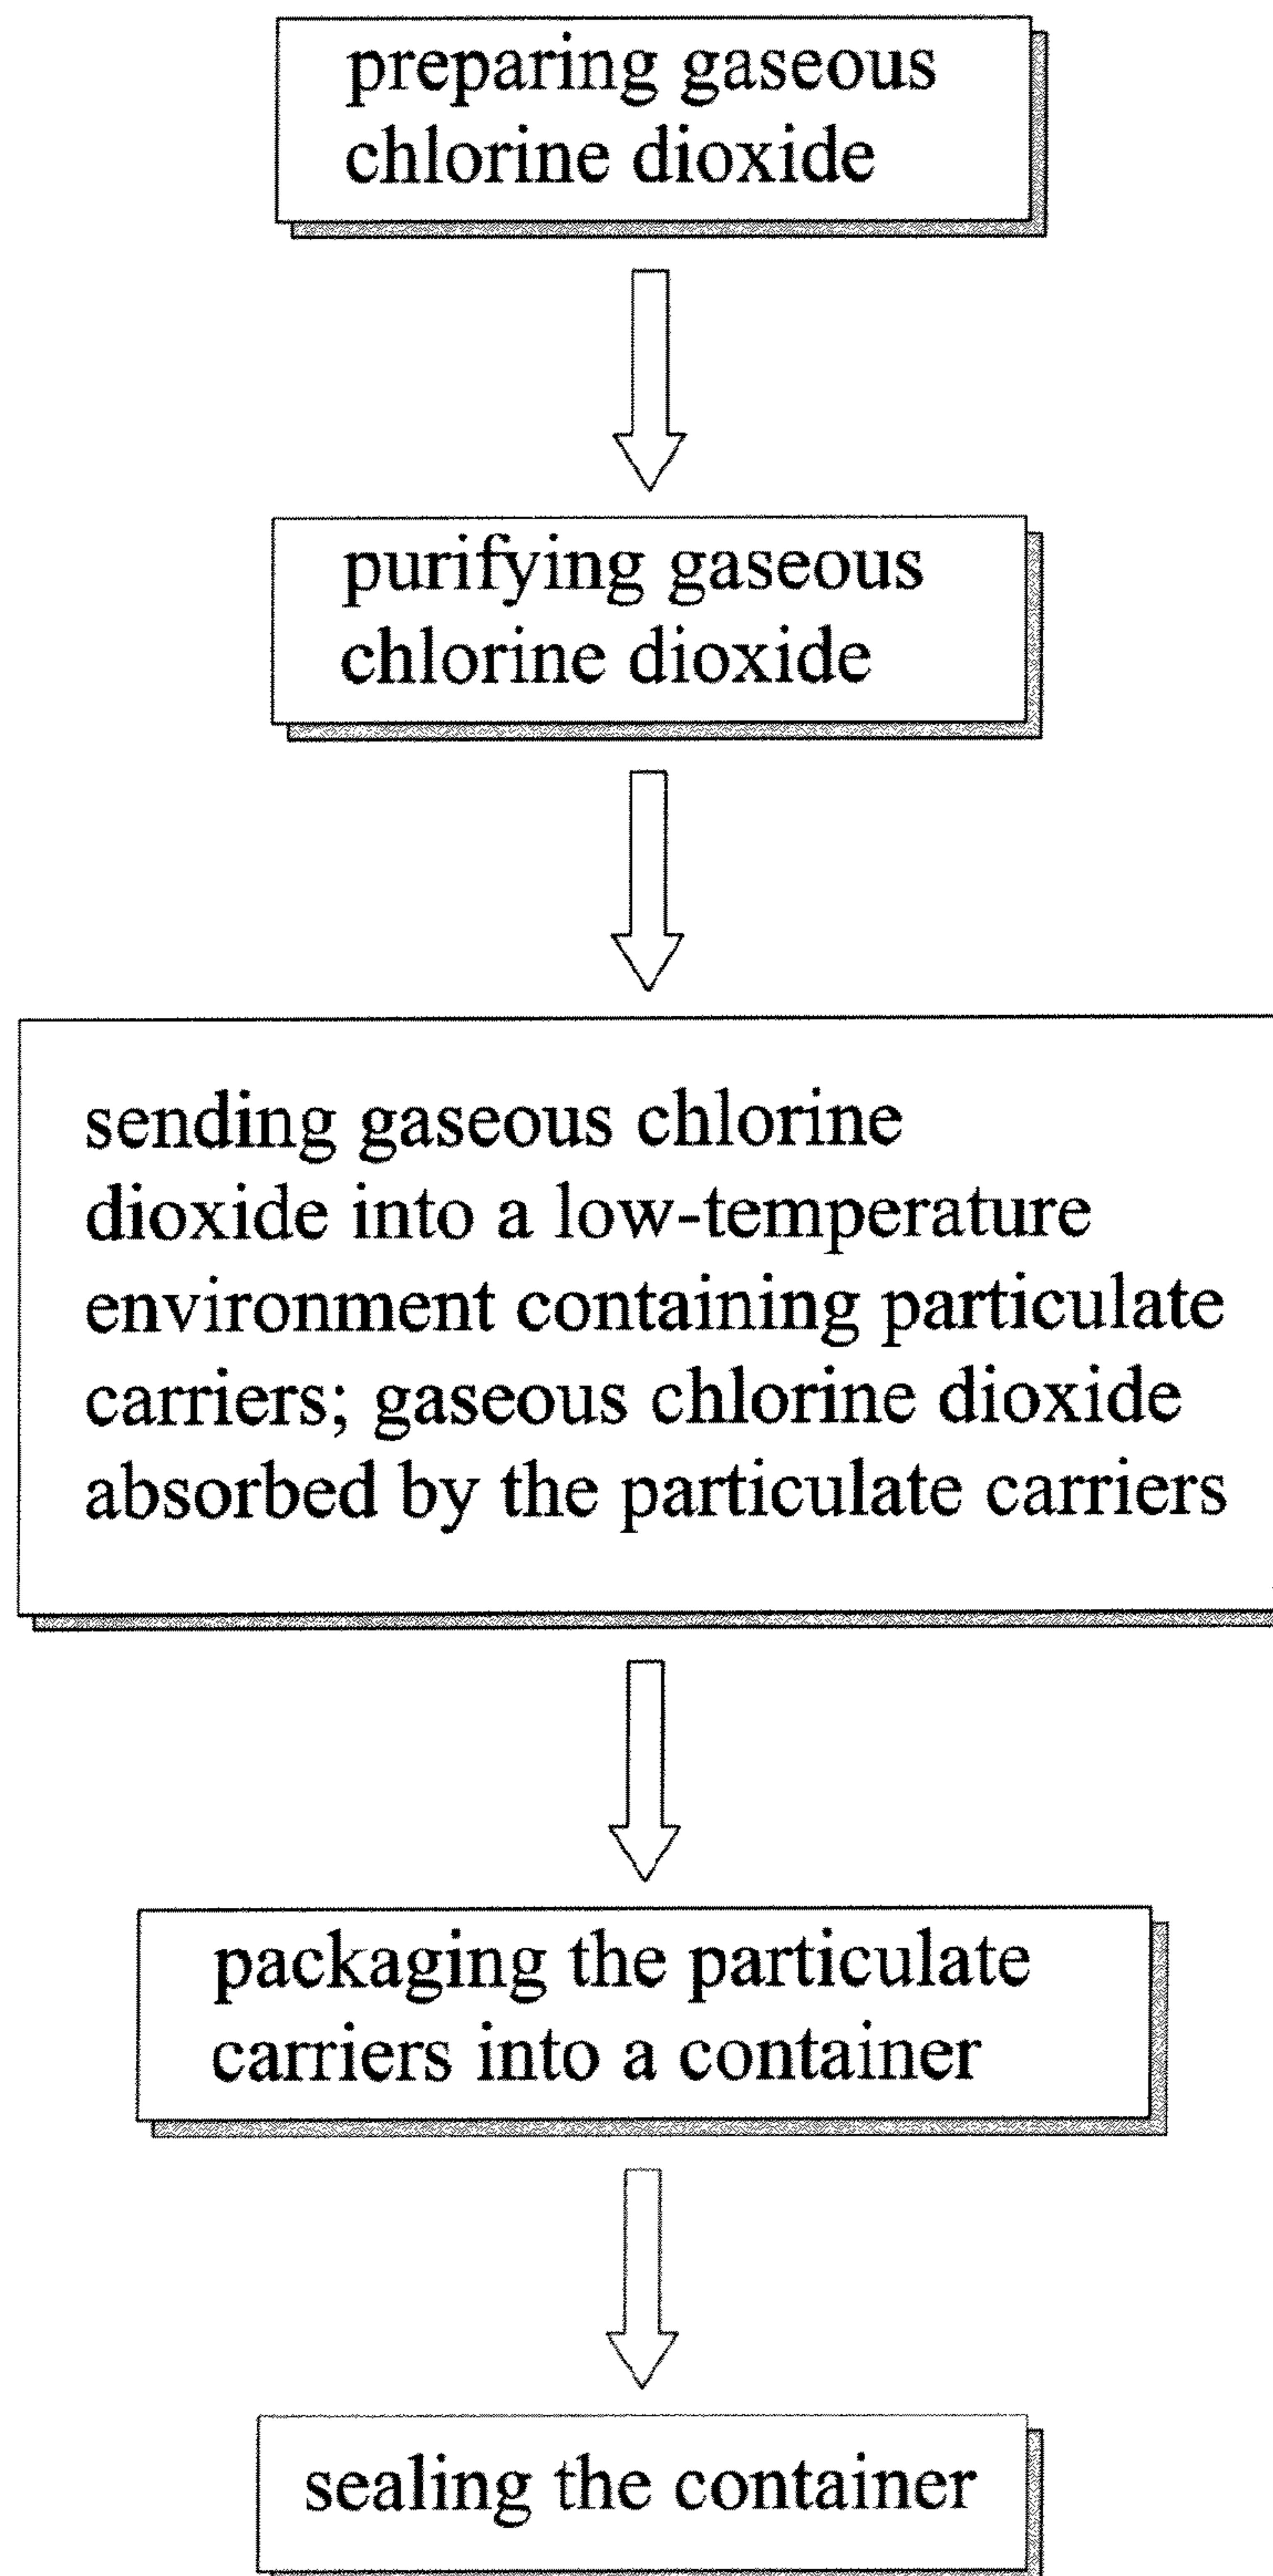 preparing gaseous
chlorine dioxide
purifying gaseous
chlorine dioxide
sending gaseous chlorine
dioxide into a low-temperature
environment containing particulate
carriers; gaseous chlorine dioxide
absorbed by the particulate carriers
packaging the particulate
carriers into a container
sealing the container